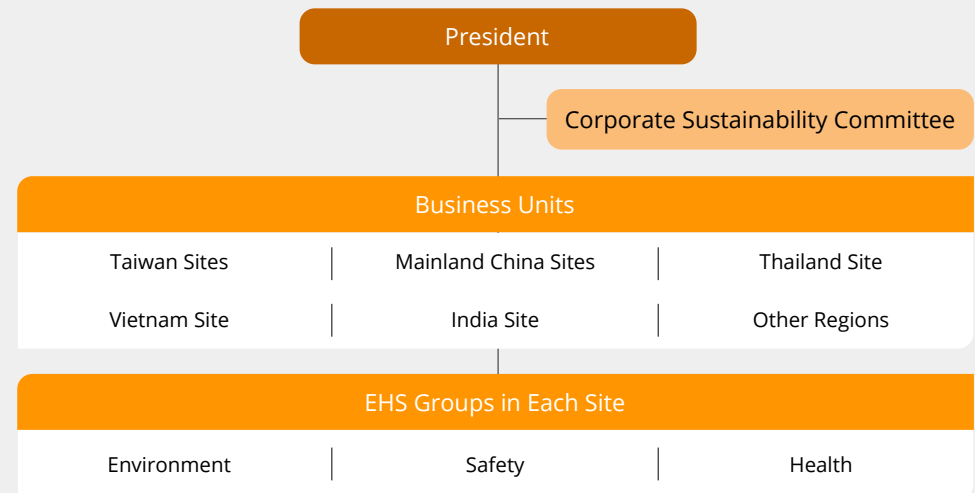 President
Corporate Sustainability Committee
Business Units
Taiwan Sites
Mainland China Sites
Thailand Site
Vietnam Site
India Site
Other Regions
EHS Groups in Each Site
Environment
Safety
Health